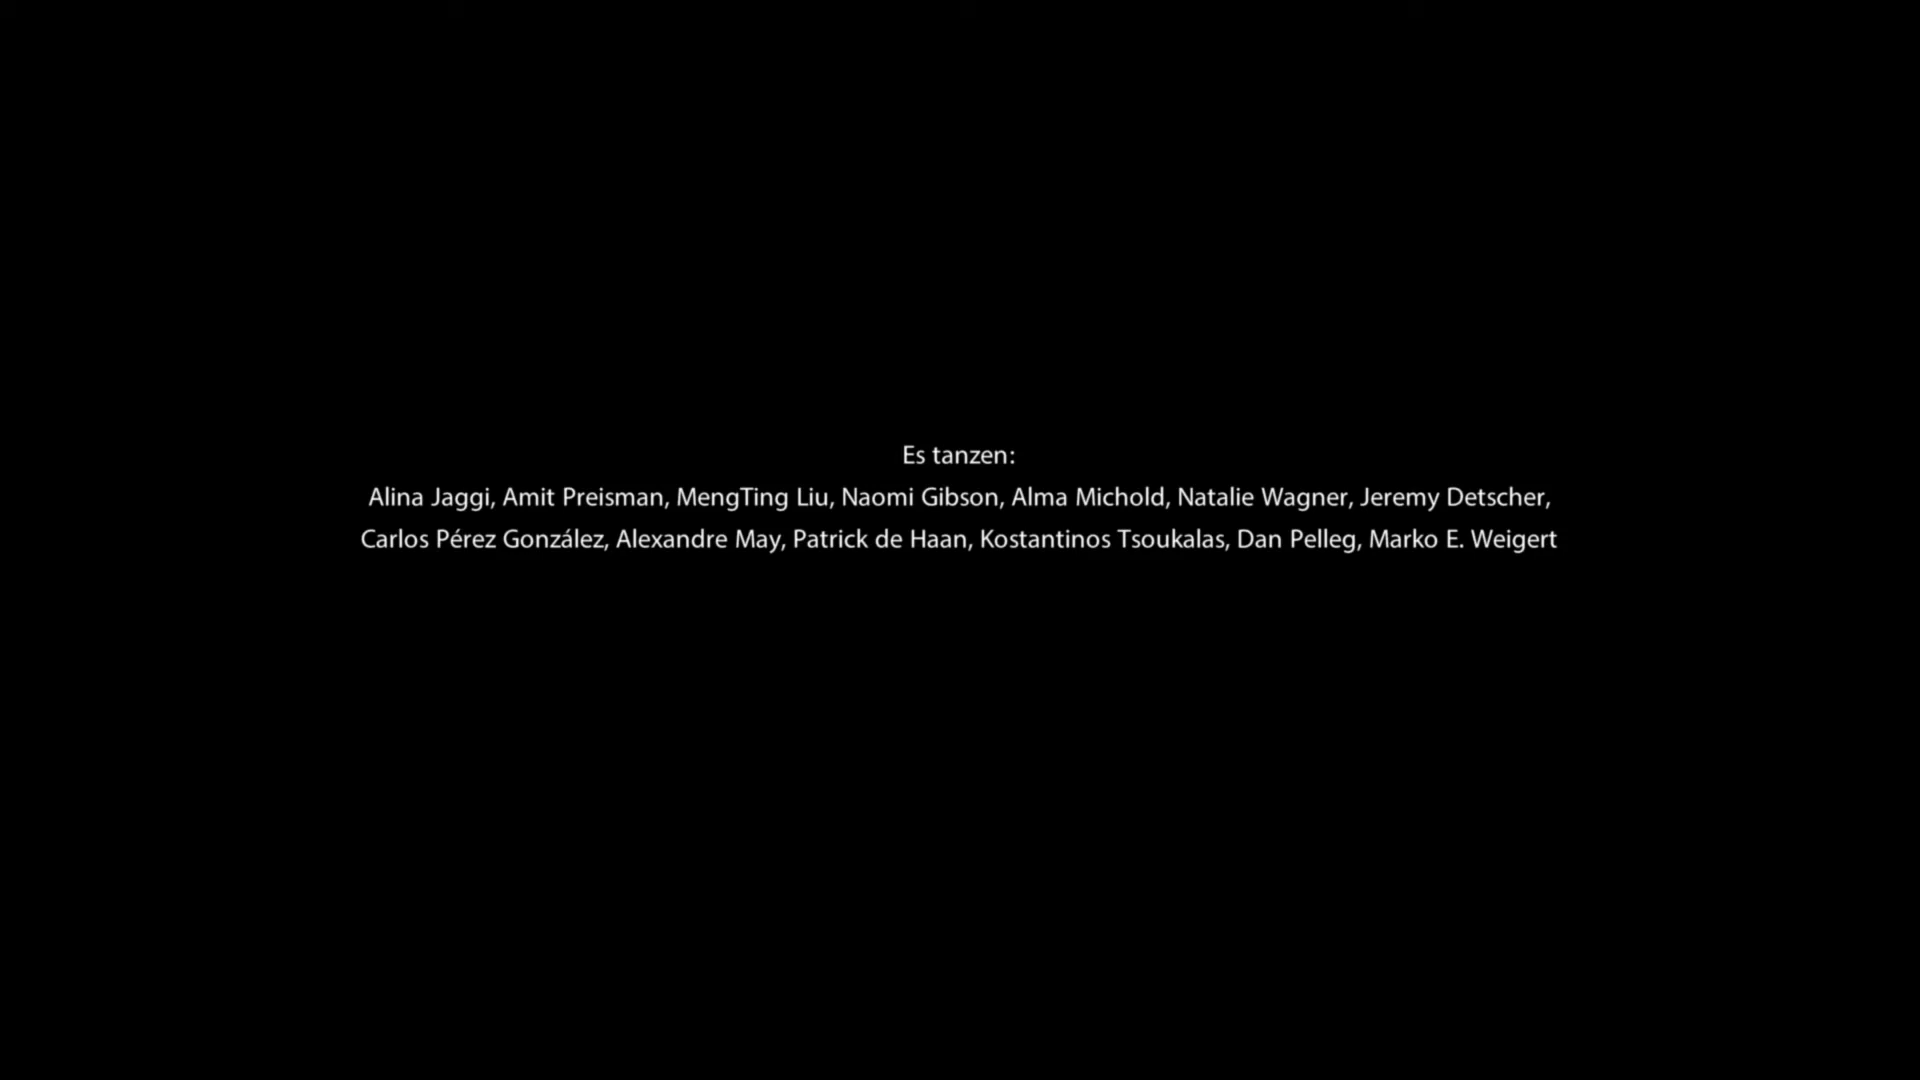 Es tanzen:
Alina Jaggi, Amit Preisman, MengTing Liu, Naomi Gibson, Alma Michold, Natalie Wagner, Jeremy Detscher,
Carlos Pérez González, Alexandre May, Patrick de Haan, Kostantinos Tsoukalas, Dan Pelleg, Marko E. Weigert